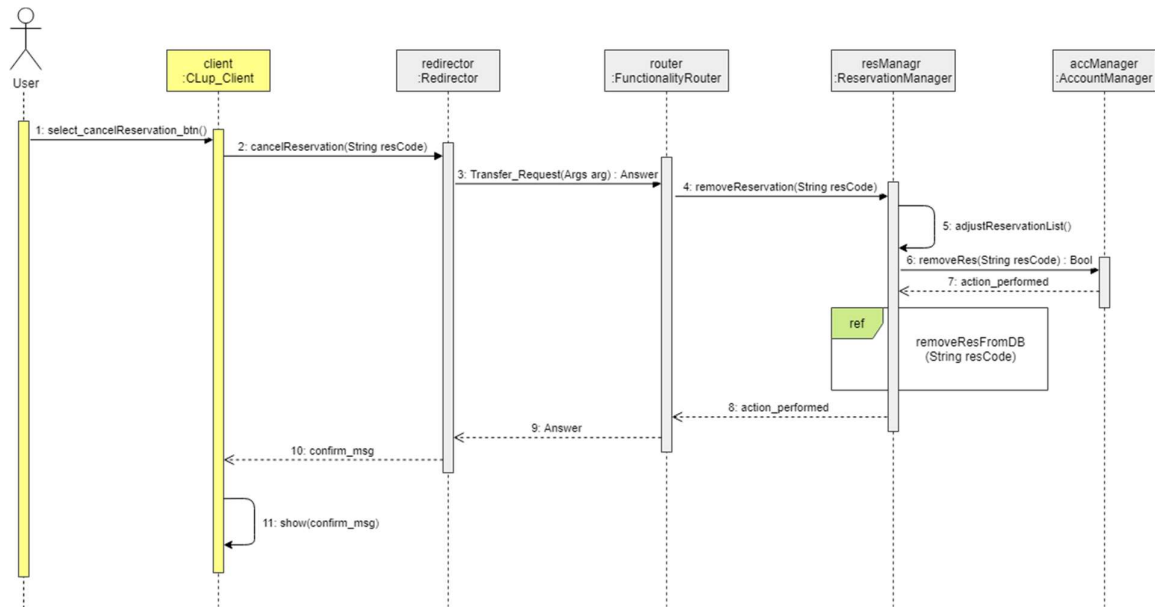 User
client
:CLup_Client
redirector
:Redirector
router
:FunctionalityRouter
resManagr
:ReservationManager
accManager
:AccountManager
1: select_cancelReservation_btn()
2: cancelReservation(String resCode)
3: Transfer_Request(Args arg) : Answer
4: removeReservation(String resCode)
5: adjustReservationList()
6: removeRes(String resCode) : Bool
7: action_performed
ref
removeResFromDB
(String resCode)
8: action_performed
9: Answer
10: confirm_msg
11: show(confirm_msg)